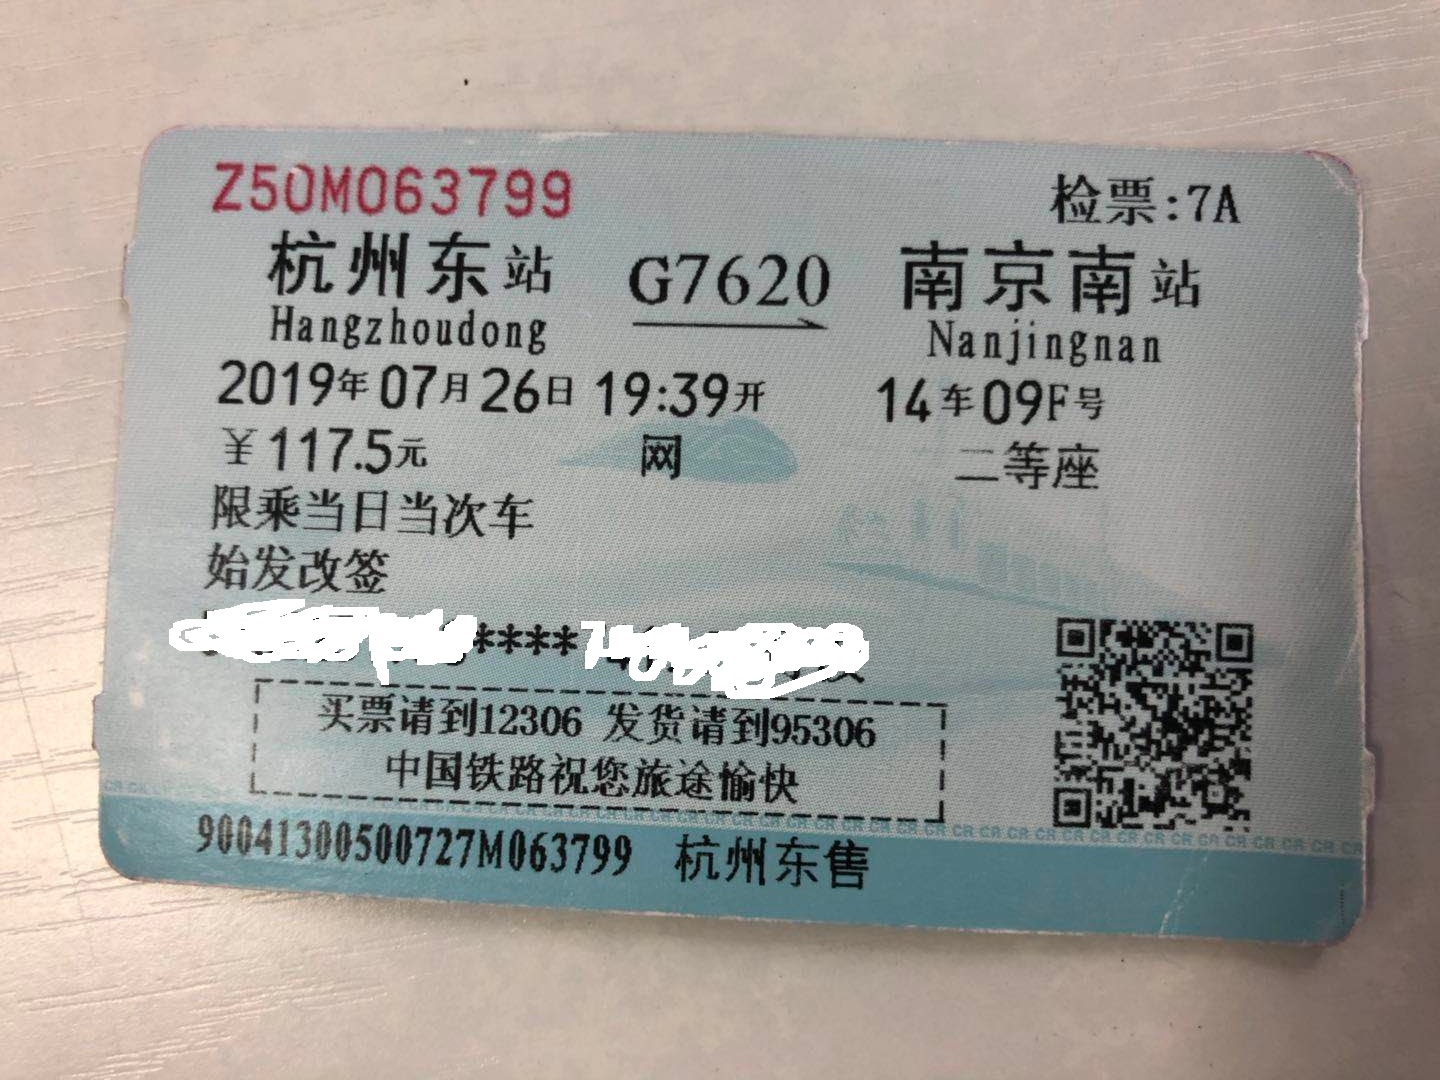 Z50M063799 检票:7A
杭州东站 G7620 南京南站
Hangzhoudong Nanjingnan
2019年07月26日 19:39开 14车09F号
￥117.5元 网 二等座
限乘当日当次车
始发改签
****
买票请到12306 发货请到95306
中国铁路祝您旅途愉快
90041300500727M063799 杭州东售